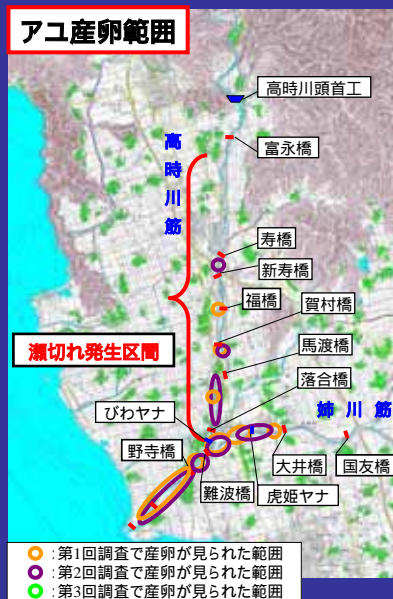 アユ産卵範囲
高時川頭首工
高時川筋
富永橋
寿橋
新寿橋
福橋
賀村橋
瀬切れ発生区間
馬渡橋
落合橋
びわヤナ
姉川筋
野寺橋
大井橋
国友橋
難波橋
虎姫ヤナ
:第1回調査で産卵が見られた範囲
:第2回調査で産卵が見られた範囲
:第3回調査で産卵が見られた範囲